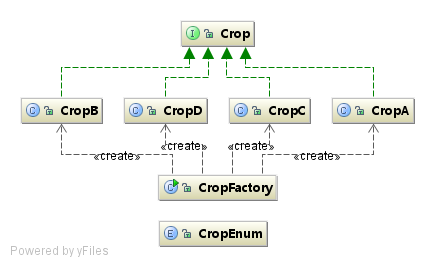 I Crop
C CropB
C CropD
C CropC
C CropA
«create»
«create»
«create»
«create»
C CropFactory
E CropEnum
Powered by yFiles